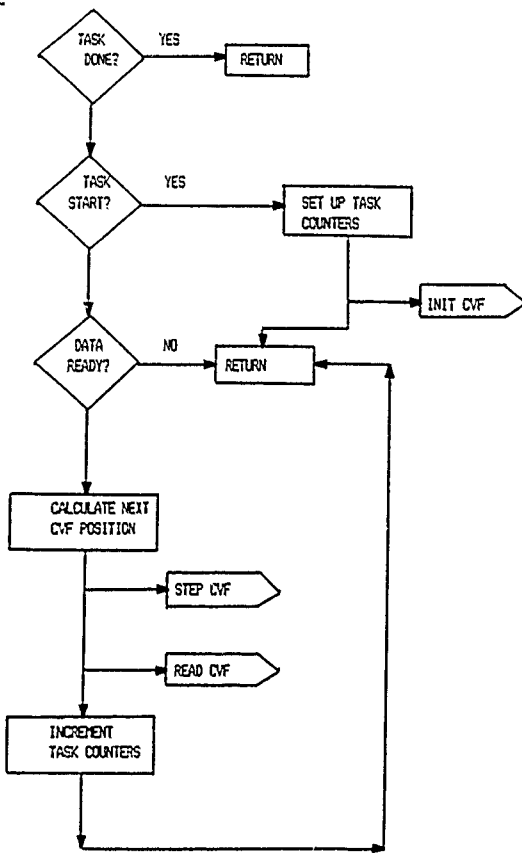 TASK
DONE?
YES
RETURN
TASK
START?
YES
SET UP TASK
COUNTERS
INIT CVF
DATA
READY?
NO
RETURN
CALCULATE NEXT
CVF POSITION
STEP CVF
READ CVF
INCREMENT
TASK COUNTERS